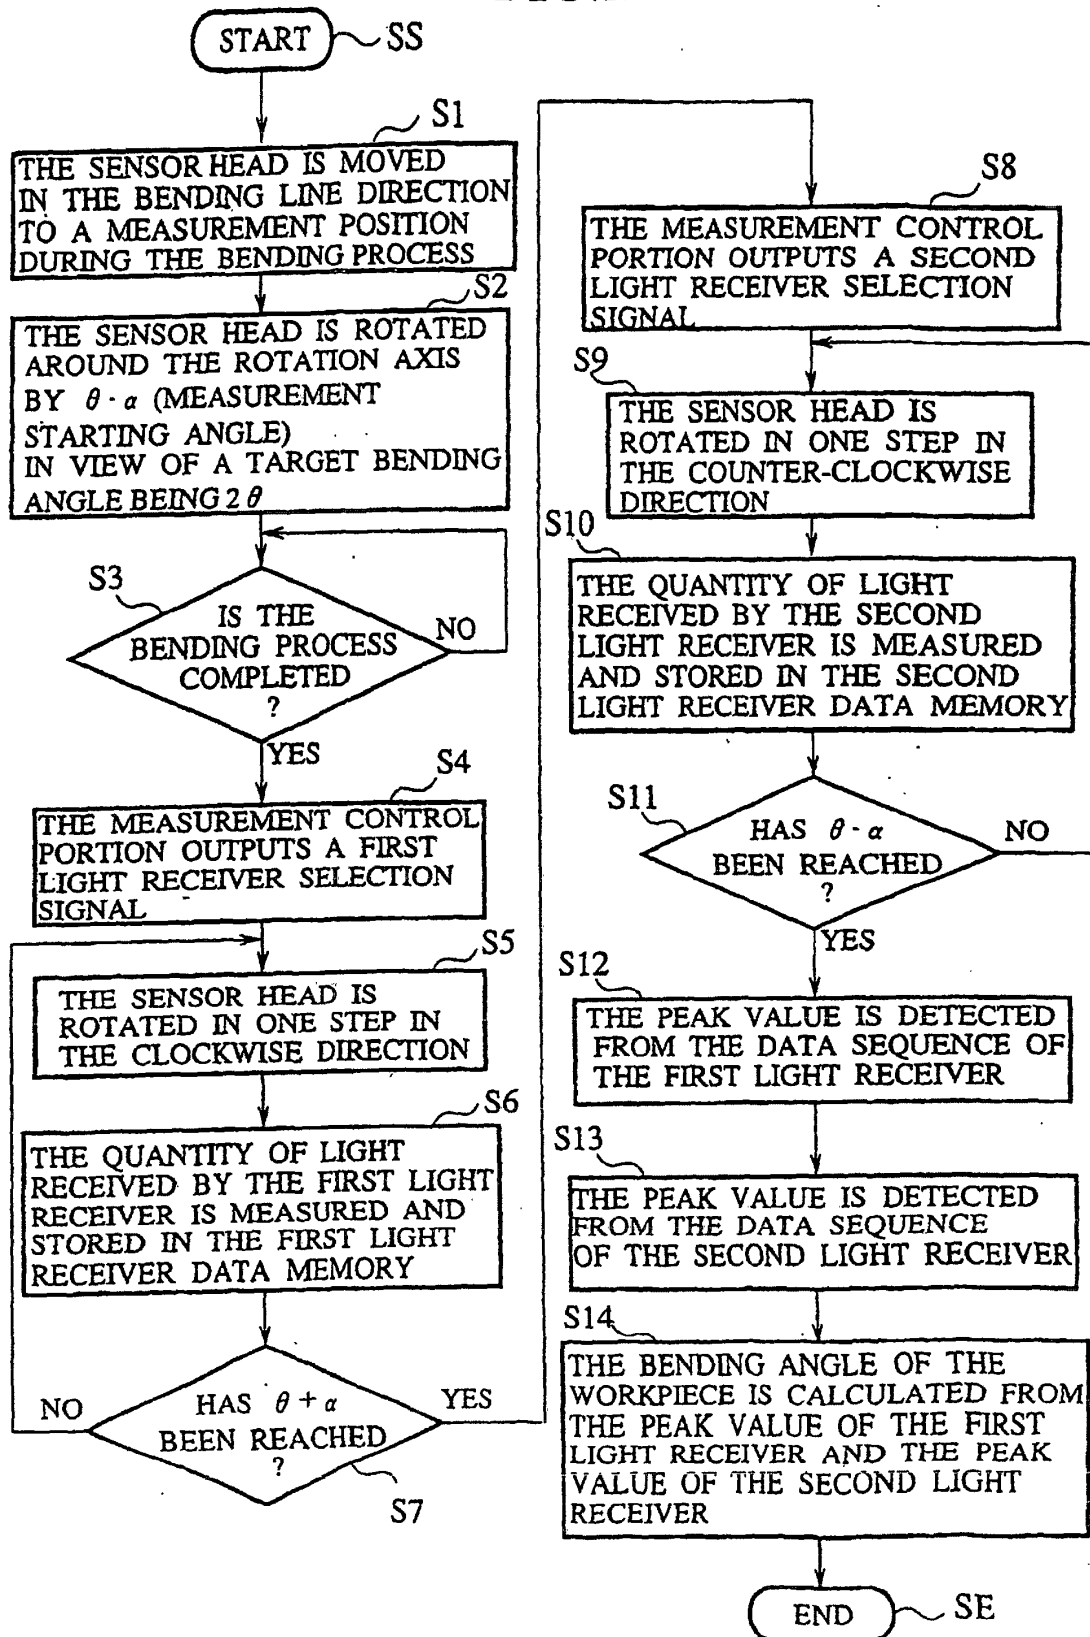 START
SS
S1
THE SENSOR HEAD IS MOVED
IN THE BENDING LINE DIRECTION
TO A MEASUREMENT POSITION
DURING THE BENDING PROCESS
S2
THE SENSOR HEAD IS ROTATED
AROUND THE ROTATION AXIS
BY θ - α (MEASUREMENT
STARTING ANGLE)
IN VIEW OF A TARGET BENDING
ANGLE BEING 2 θ
S3
IS THE
BENDING PROCESS
COMPLETED
?
NO
YES
S4
THE MEASUREMENT CONTROL
PORTION OUTPUTS A FIRST
LIGHT RECEIVER SELECTION
SIGNAL
S5
THE SENSOR HEAD IS
ROTATED IN ONE STEP IN
THE CLOCKWISE DIRECTION
S6
THE QUANTITY OF LIGHT
RECEIVED BY THE FIRST LIGHT
RECEIVER IS MEASURED AND
STORED IN THE FIRST LIGHT
RECEIVER DATA MEMORY
NO
HAS θ + α
BEEN REACHED
?
YES
S7
S8
THE MEASUREMENT CONTROL
PORTION OUTPUTS A SECOND
LIGHT RECEIVER SELECTION
SIGNAL
S9
THE SENSOR HEAD IS
ROTATED IN ONE STEP IN
THE COUNTER-CLOCKWISE
DIRECTION
S10
THE QUANTITY OF LIGHT
RECEIVED BY THE SECOND
LIGHT RECEIVER IS MEASURED
AND STORED IN THE SECOND
LIGHT RECEIVER DATA MEMORY
S11
HAS θ - α
BEEN REACHED
?
NO
YES
S12
THE PEAK VALUE IS DETECTED
FROM THE DATA SEQUENCE OF
THE FIRST LIGHT RECEIVER
S13
THE PEAK VALUE IS DETECTED
FROM THE DATA SEQUENCE
OF THE SECOND LIGHT RECEIVER
S14
THE BENDING ANGLE OF THE
WORKPIECE IS CALCULATED FROM
THE PEAK VALUE OF THE FIRST
LIGHT RECEIVER AND THE PEAK
VALUE OF THE SECOND LIGHT
RECEIVER
END
SE